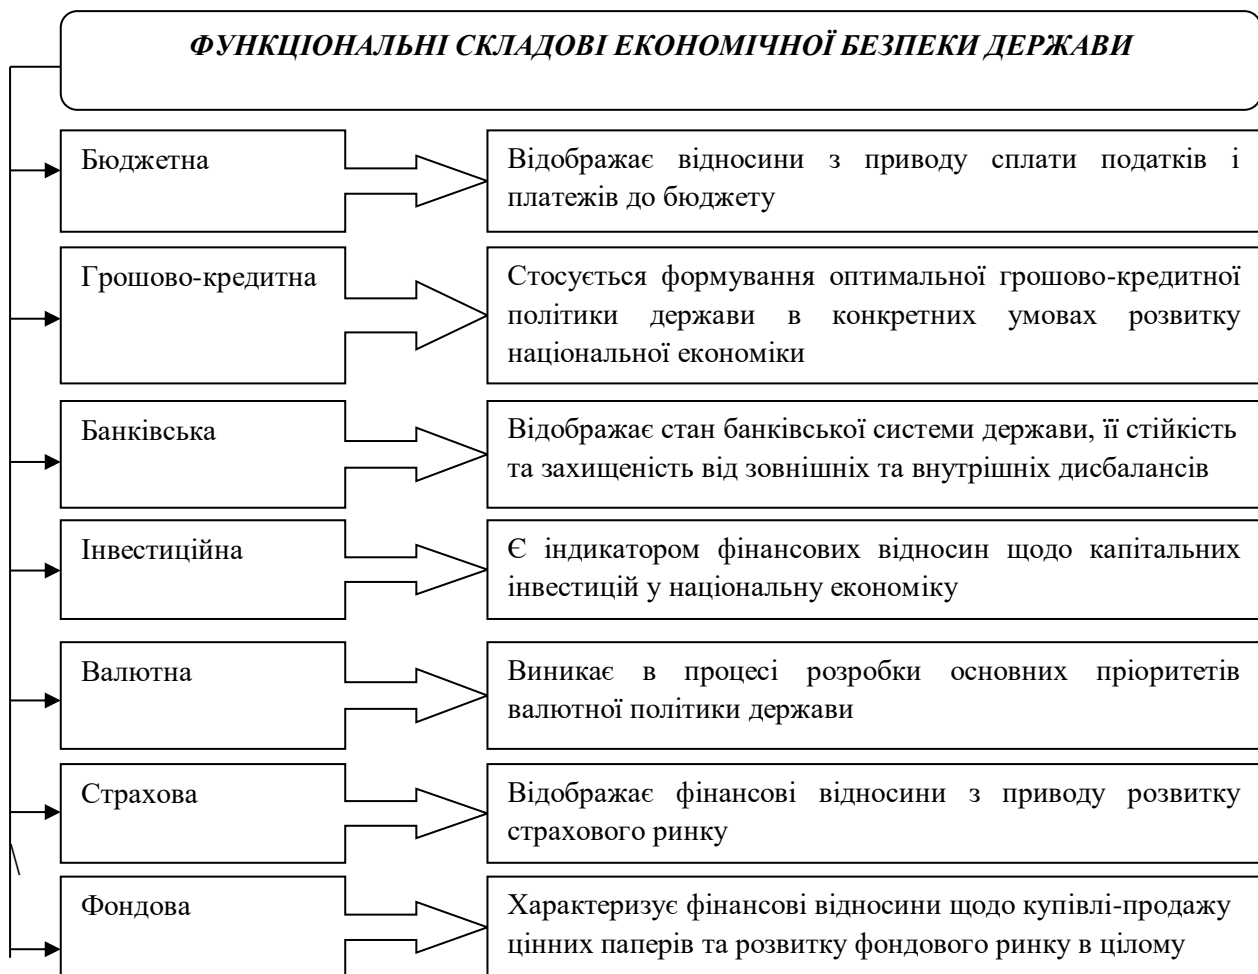 ФУНКЦІОНАЛЬНІ СКЛАДОВІ ЕКОНОМІЧНОЇ БЕЗПЕКИ ДЕРЖАВИ
Бюджетна
Відображає відносини з приводу сплати податків і
платежів до бюджету
Грошово-кредитна
Стосується формування оптимальної грошово-кредитної
політики держави в конкретних умовах розвитку
національної економіки
Банківська
Відображає стан банківської системи держави, її стійкість
та захищеність від зовнішніх та внутрішніх дисбалансів
Інвестиційна
Є індикатором фінансових відносин щодо капітальних
інвестицій у національну економіку
Валютна
Виникає в процесі розробки основних пріоритетів
валютної політики держави
Страхова
Відображає фінансові відносини з приводу розвитку
страхового ринку
Фондова
Характеризує фінансові відносини щодо купівлі-продажу
цінних паперів та розвитку фондового ринку в цілому